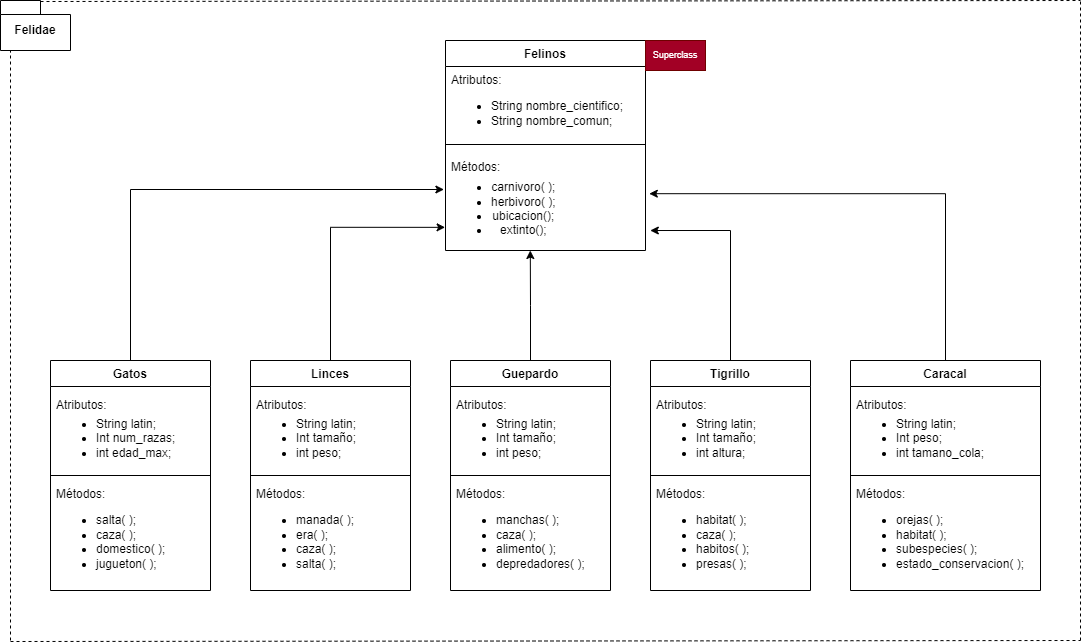 Felidae
Felinos
Superclass
Atributos:
String nombre_cientifico;
String nombre_comun;
Métodos:
carnivoro( );
herbivoro( );
ubicacion();
extinto();
Gatos
Atributos:
String latin;
Int num_razas;
int edad_max;
Métodos:
salta( );
caza( );
domestico( );
jugueton( );
Linces
Atributos:
String latin;
Int tamaño;
int peso;
Métodos:
manada( );
era( );
caza( );
salta( );
Guepardo
Atributos:
String latin;
Int tamaño;
int peso;
Métodos:
manchas( );
caza( );
alimento( );
depredadores( );
Tigrillo
Atributos:
String latin;
Int tamaño;
int altura;
Métodos:
habitat( );
caza( );
habitos( );
presas( );
Caracal
Atributos:
String latin;
Int peso;
int tamano_cola;
Métodos:
orejas( );
habitat( );
subespecies( );
estado_conservacion( );